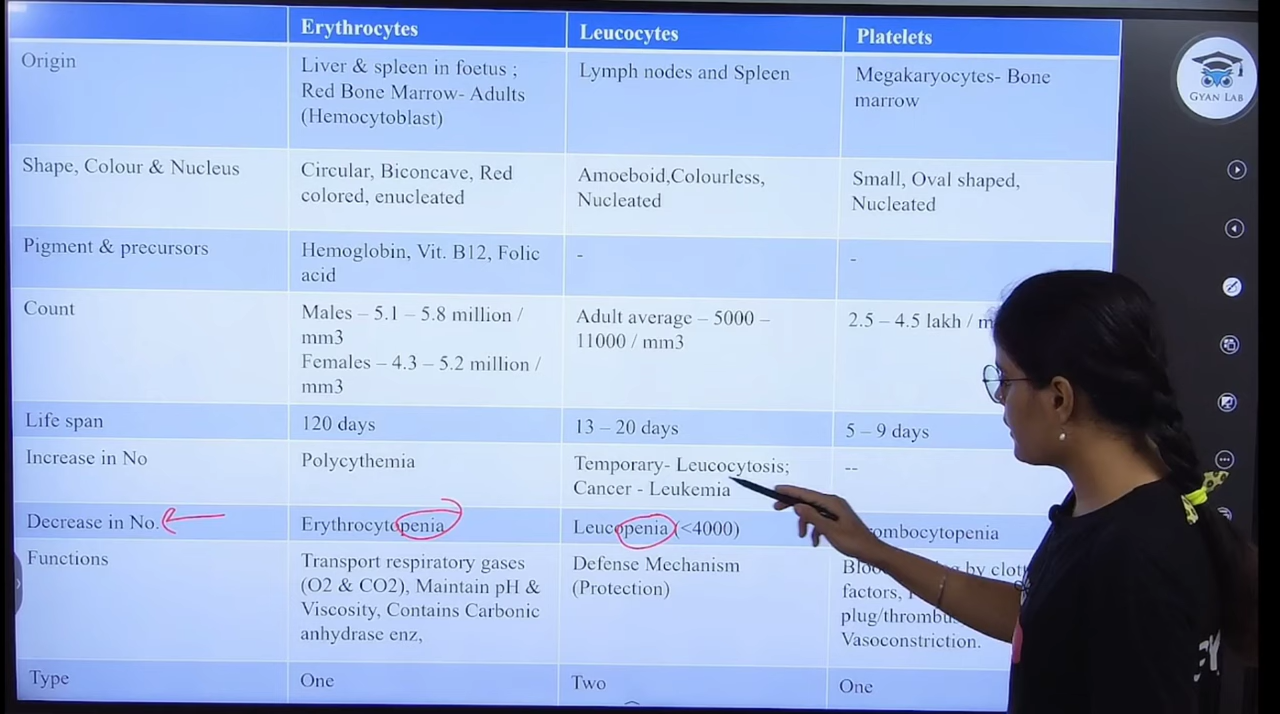 Erythrocytes
Leucocytes
Platelets
Origin
Liver & spleen in foetus ;
Red Bone Marrow- Adults
(Hemocytoblast)
Lymph nodes and Spleen
Megakaryocytes- Bone
marrow
Shape, Colour & Nucleus
Circular, Biconcave, Red
colored, enucleated
Amoeboid,Colourless,
Nucleated
Small, Oval shaped,
Nucleated
Pigment & precursors
Hemoglobin, Vit. B12, Folic
acid
-
-
Count
Males – 5.1 – 5.8 million /
mm3
Females – 4.3 – 5.2 million /
mm3
Adult average – 5000 –
11000 / mm3
2.5 – 4.5 lakh /
Life span
120 days
13 – 20 days
5 – 9 days
Increase in No
Polycythemia
Temporary- Leucocytosis;
Cancer - Leukemia
--
Decrease in No.
Erythrocytopenia
Leucopenia (<4000)
ombocytopenia
Functions
Transport respiratory gases
(O2 & CO2), Maintain pH &
Viscosity, Contains Carbonic
anhydrase enz,
Defense Mechanism
(Protection)
by
factors,
plug/
Vasoconstriction.
Type
One
Two
One
GYAN LAB